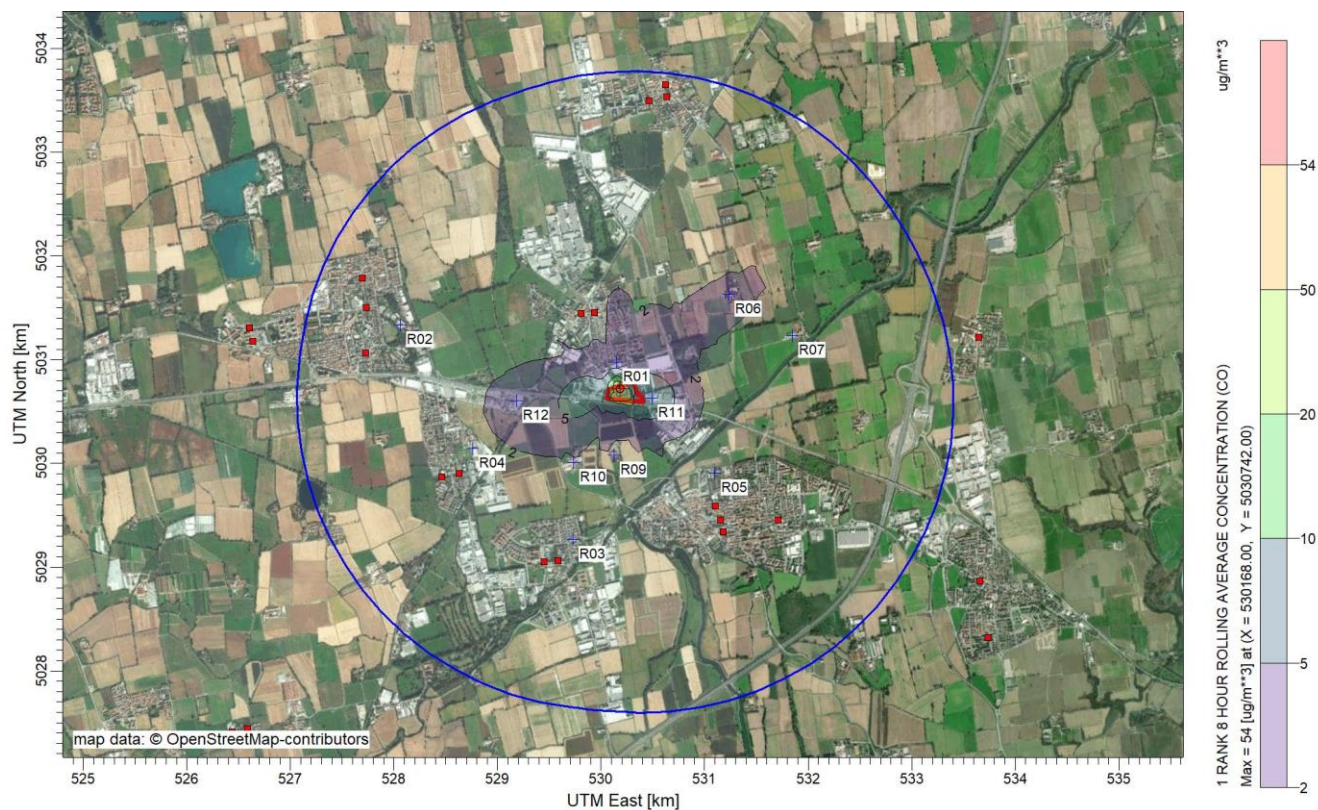 5034
5033
5032
5031
5030
5029
5028
UTM North [km]
R06
R02
R07
2
R01
2
R12
R11
5
2
R04
R09
R10
R05
R03
map data: © OpenStreetMap-contributors
525 526 527 528 529 530 531 532 533 534 535
UTM East [km]
1 RANK 8 HOUR ROLLING AVERAGE CONCENTRATION (CO) ug/m**3
Max = 54 [ug/m**3] at (X = 530168.00, Y = 5030742.00)
54
50
20
10
5
2